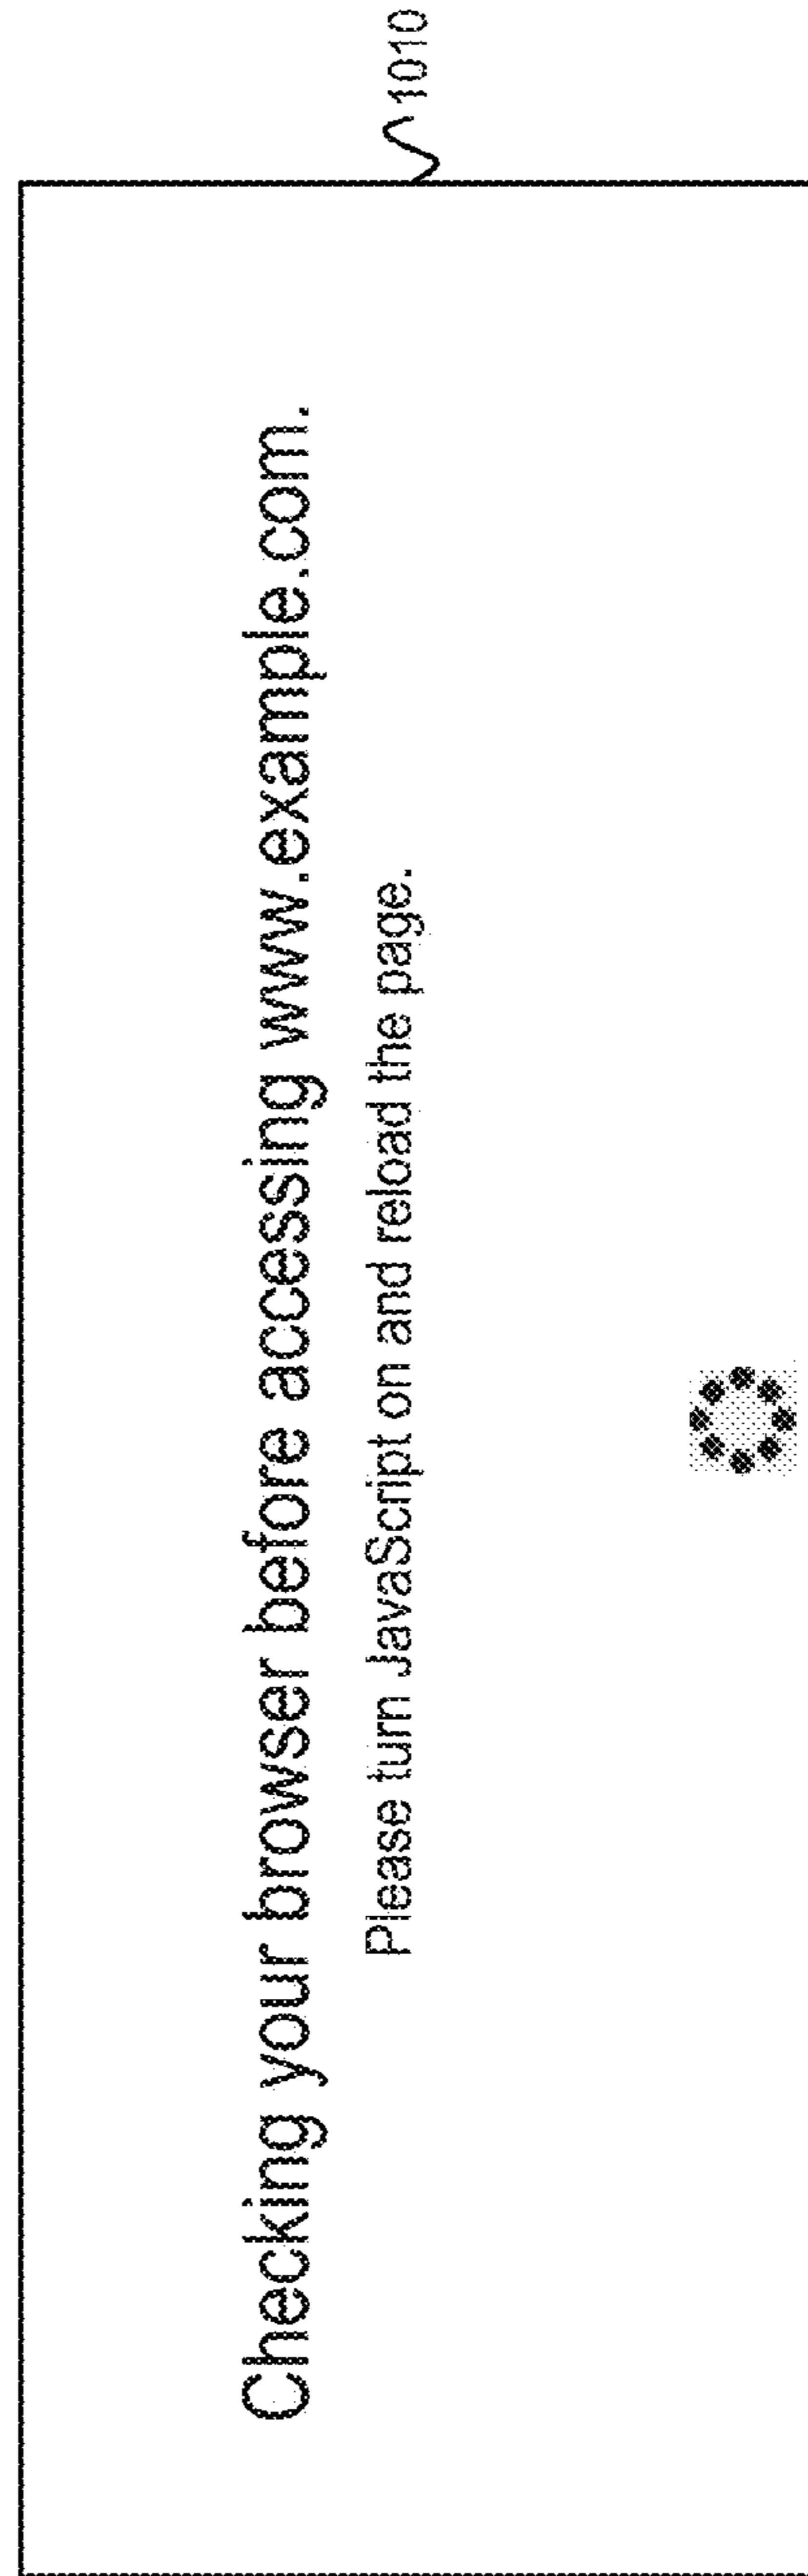 Checking your browser before accessing www.example.com.
Please turn JavaScript on and reload the page.
1010